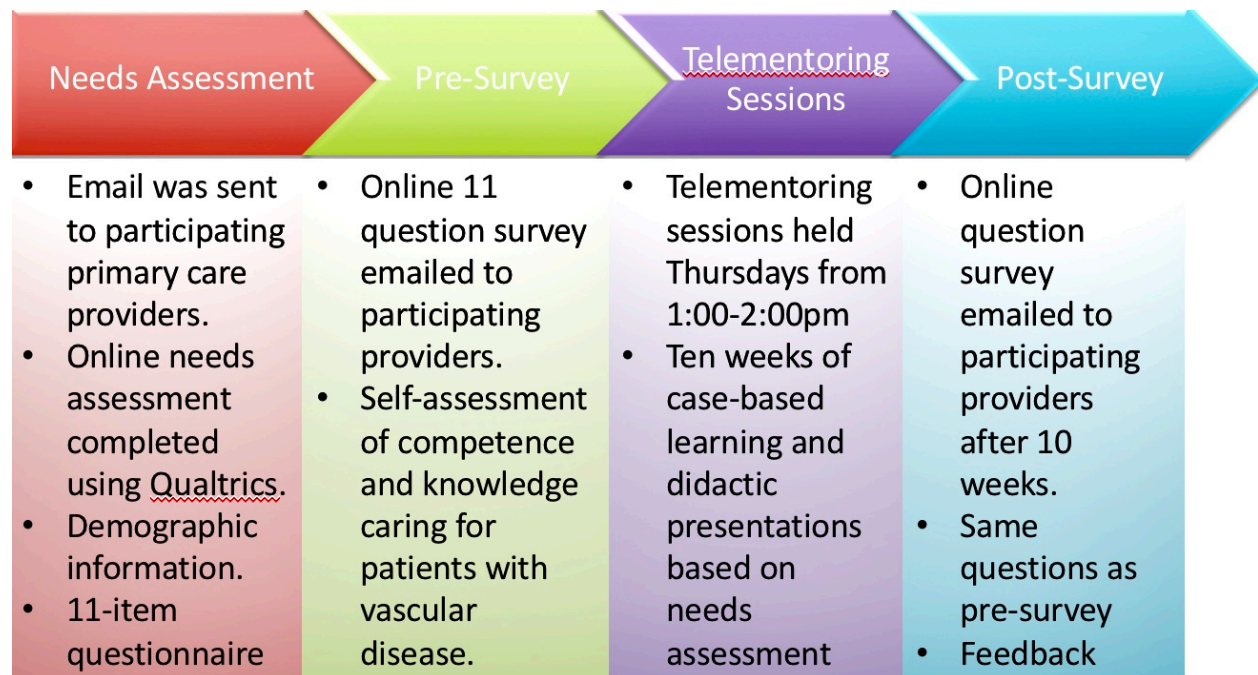 Needs Assessment
Pre-Survey
Telementoring
Sessions
Post-Survey
• Email was sent
to participating
primary care
providers.
• Online needs
assessment
completed
using Qualtrics.
• Demographic
information.
• 11-item
questionnaire
• Online 11
question survey
emailed to
participating
providers.
• Self-assessment
of competence
and knowledge
caring for
patients with
vascular
disease.
• Telementoring
sessions held
Thursdays from
1:00-2:00pm
• Ten weeks of
case-based
learning and
didactic
presentations
based on
needs
assessment
• Online
question
survey
emailed to
participating
providers
after 10
weeks.
• Same
questions as
pre-survey
• Feedback